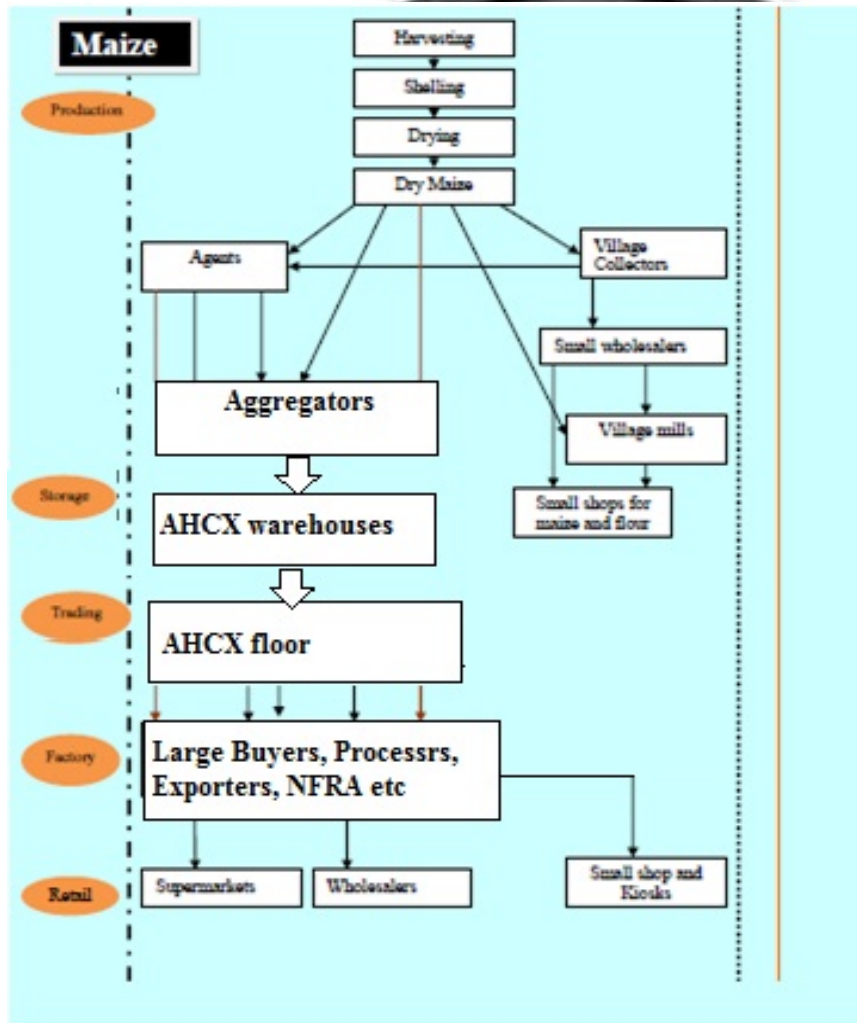 Maize
Harvesting
Production
Shelling
Drying
Dry Maize
Agents
Village
Collectors
Small wholesalers
Aggregators
Village mills
Storage
Small shops for
maize and flour
AHCX warehouses
Trading
AHCX floor
Factory
Large Buyers, Processrs,
Exporters, NFRA etc
Retail
Supermarkets
Wholesalers
Small shop and
Kiosks